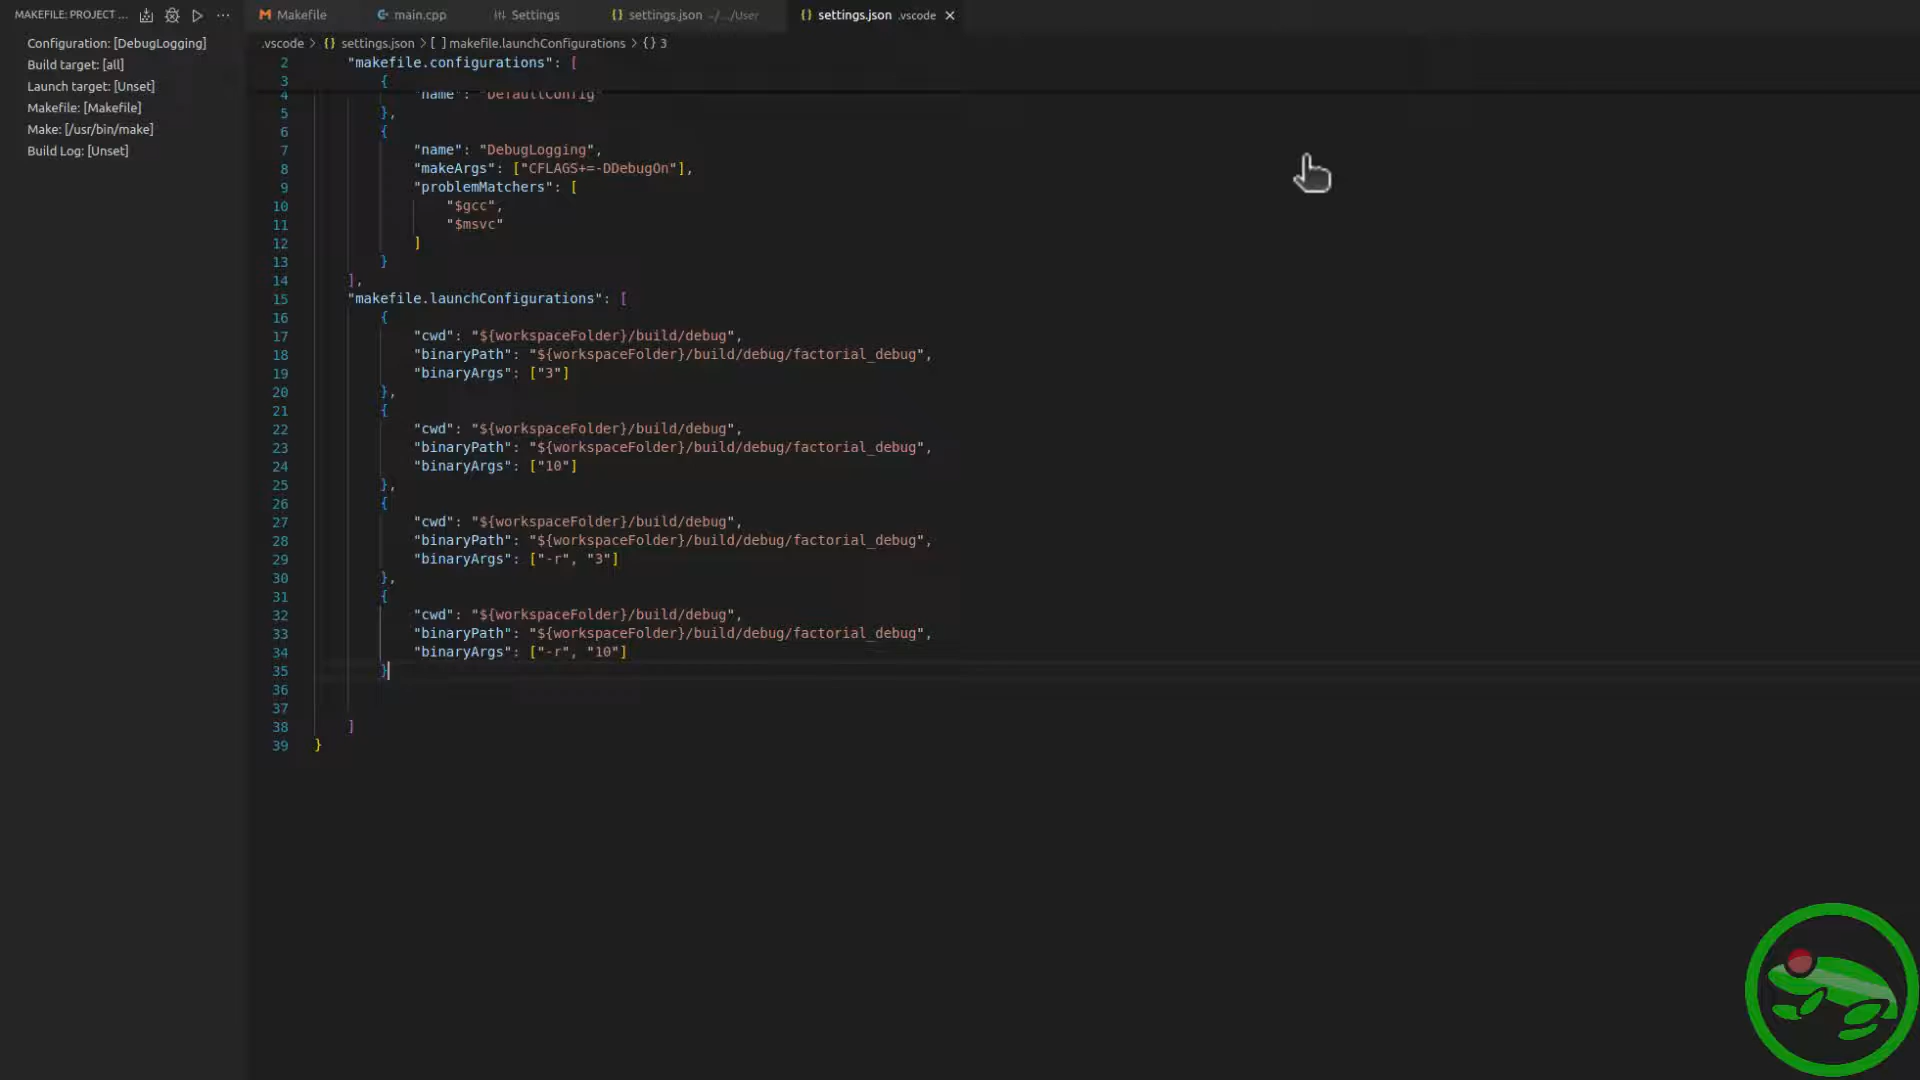 MAKEFILE: PROJECT ...
Configuration: [DebugLogging]
Build target: [all]
Launch target: [Unset]
Makefile: [Makefile]
Make: [/usr/bin/make]
Build Log: [Unset]
Makefile main.cpp Settings settings.json ~/.../User settings.json .vscode
.vscode > {} settings.json > [ ] makefile.launchConfigurations > {} 3
2 "makefile.configurations": [
3 {
4 "name": "DefaultConfig"
5 },
6 {
7 "name": "DebugLogging",
8 "makeArgs": ["CFLAGS+=-DDebugOn"],
9 "problemMatchers": [
10 "$gcc",
11 "$msvc"
12 ]
13 }
14 ],
15 "makefile.launchConfigurations": [
16 {
17 "cwd": "${workspaceFolder}/build/debug",
18 "binaryPath": "${workspaceFolder}/build/debug/factorial_debug",
19 "binaryArgs": ["3"]
20 },
21 {
22 "cwd": "${workspaceFolder}/build/debug",
23 "binaryPath": "${workspaceFolder}/build/debug/factorial_debug",
24 "binaryArgs": ["10"]
25 },
26 {
27 "cwd": "${workspaceFolder}/build/debug",
28 "binaryPath": "${workspaceFolder}/build/debug/factorial_debug",
29 "binaryArgs": ["-r", "3"]
30 },
31 {
32 "cwd": "${workspaceFolder}/build/debug",
33 "binaryPath": "${workspaceFolder}/build/debug/factorial_debug",
34 "binaryArgs": ["-r", "10"]
35 }
36
37
38 ]
39 }